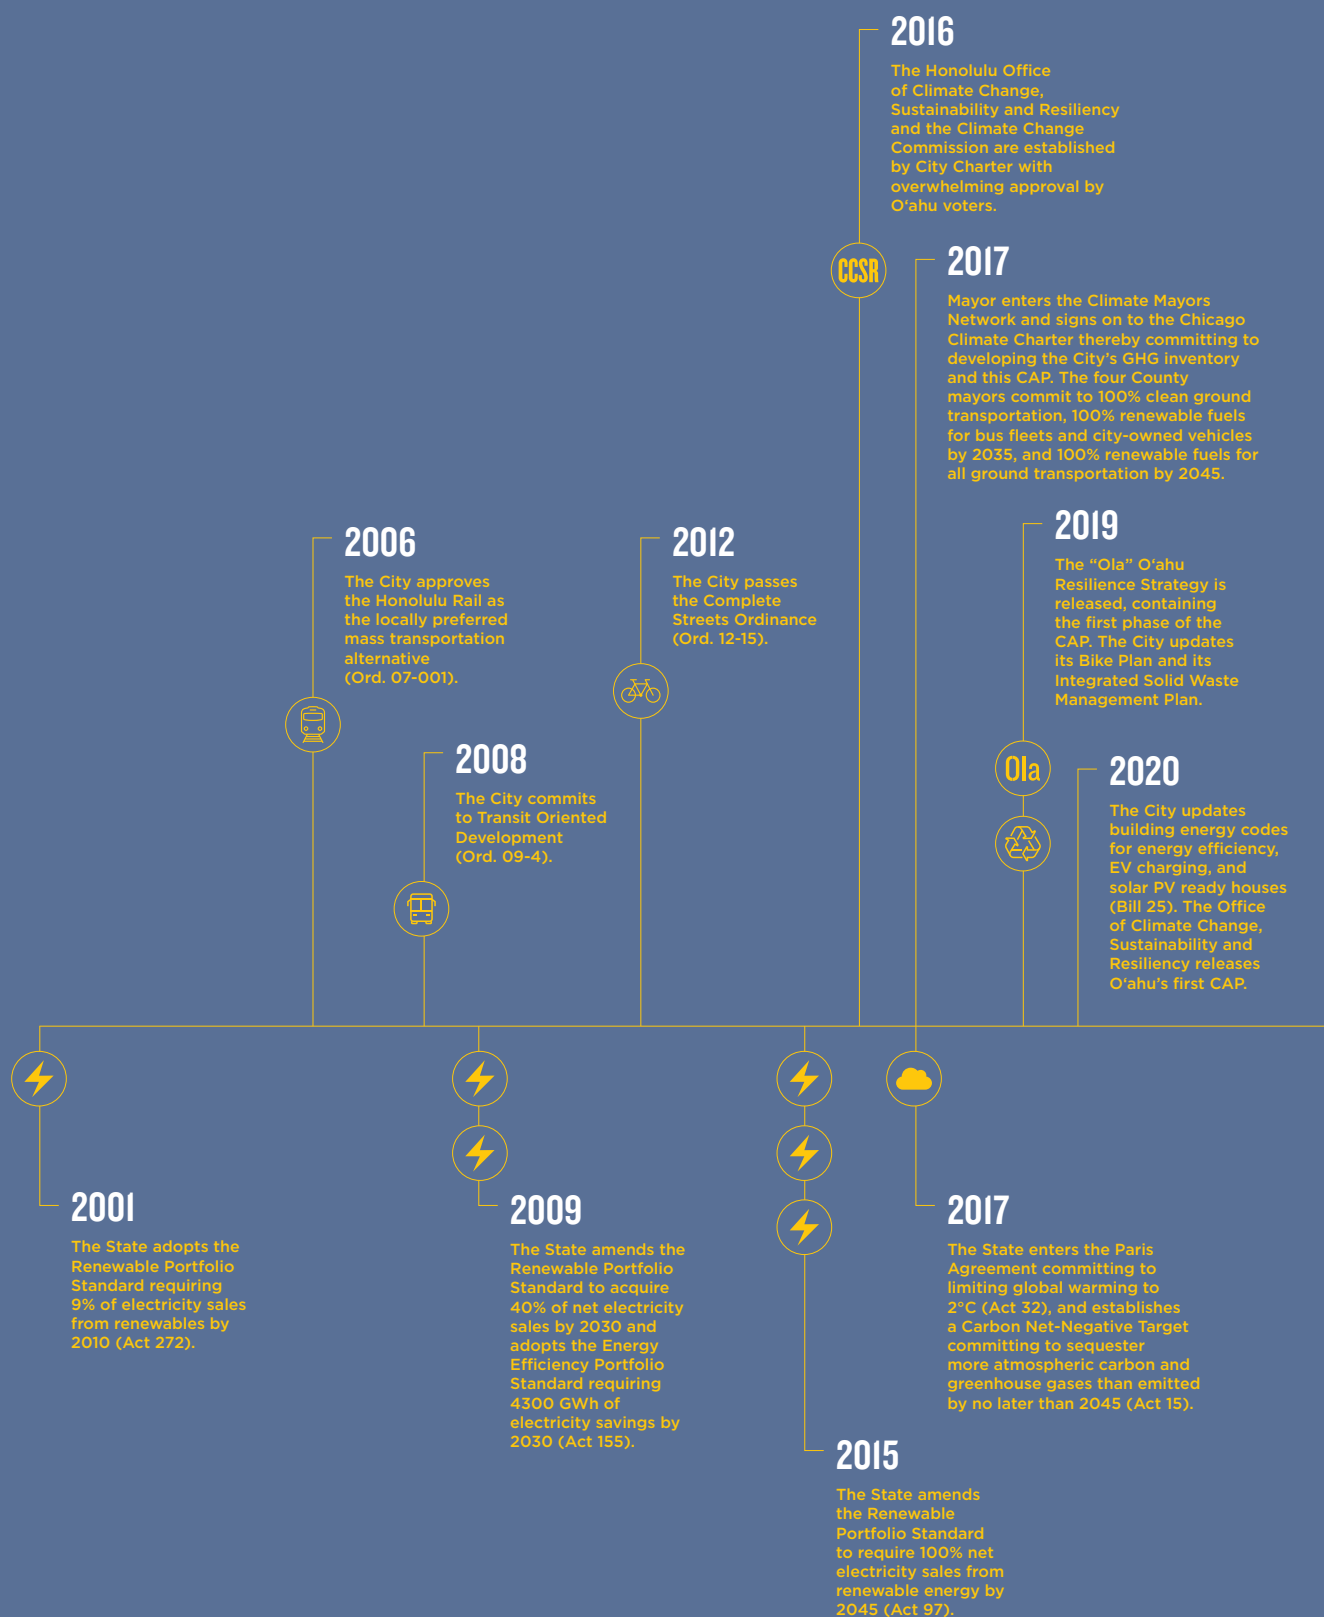 2016
The Honolulu Office
of Climate Change,
Sustainability and Resiliency
and the Climate Change
Commission are established
by City Charter with
overwhelming approval by
Oʻahu voters.
CCSR
2017
Mayor enters the Climate Mayors
Network and signs on to the Chicago
Climate Charter thereby committing to
developing the City’s GHG inventory
and this CAP. The four County
mayors commit to 100% clean ground
transportation, 100% renewable fuels
for bus fleets and city-owned vehicles
by 2035, and 100% renewable fuels for
all ground transportation by 2045.
2006
The City approves
the Honolulu Rail as
the locally preferred
mass transportation
alternative
(Ord. 07-001).
2012
The City passes
the Complete
Streets Ordinance
(Ord. 12-15).
2019
The “Ola” Oʻahu
Resilience Strategy is
released, containing
the first phase of the
CAP. The City updates
its Bike Plan and its
Integrated Solid Waste
Management Plan.
Ola
2008
The City commits
to Transit Oriented
Development
(Ord. 09-4).
2020
The City updates
building energy codes
for energy efficiency,
EV charging, and
solar PV ready houses
(Bill 25). The Office
of Climate Change,
Sustainability and
Resiliency releases
Oʻahu’s first CAP.
2001
The State adopts the
Renewable Portfolio
Standard requiring
9% of electricity sales
from renewables by
2010 (Act 272).
2009
The State amends the
Renewable Portfolio
Standard to acquire
40% of net electricity
sales by 2030 and
adopts the Energy
Efficiency Portfolio
Standard requiring
4300 GWh of
electricity savings by
2030 (Act 155).
2017
The State enters the Paris
Agreement committing to
limiting global warming to
2°C (Act 32), and establishes
a Carbon Net-Negative Target
committing to sequester
more atmospheric carbon and
greenhouse gases than emitted
by no later than 2045 (Act 15).
2015
The State amends
the Renewable
Portfolio Standard
to require 100% net
electricity sales from
renewable energy by
2045 (Act 97).